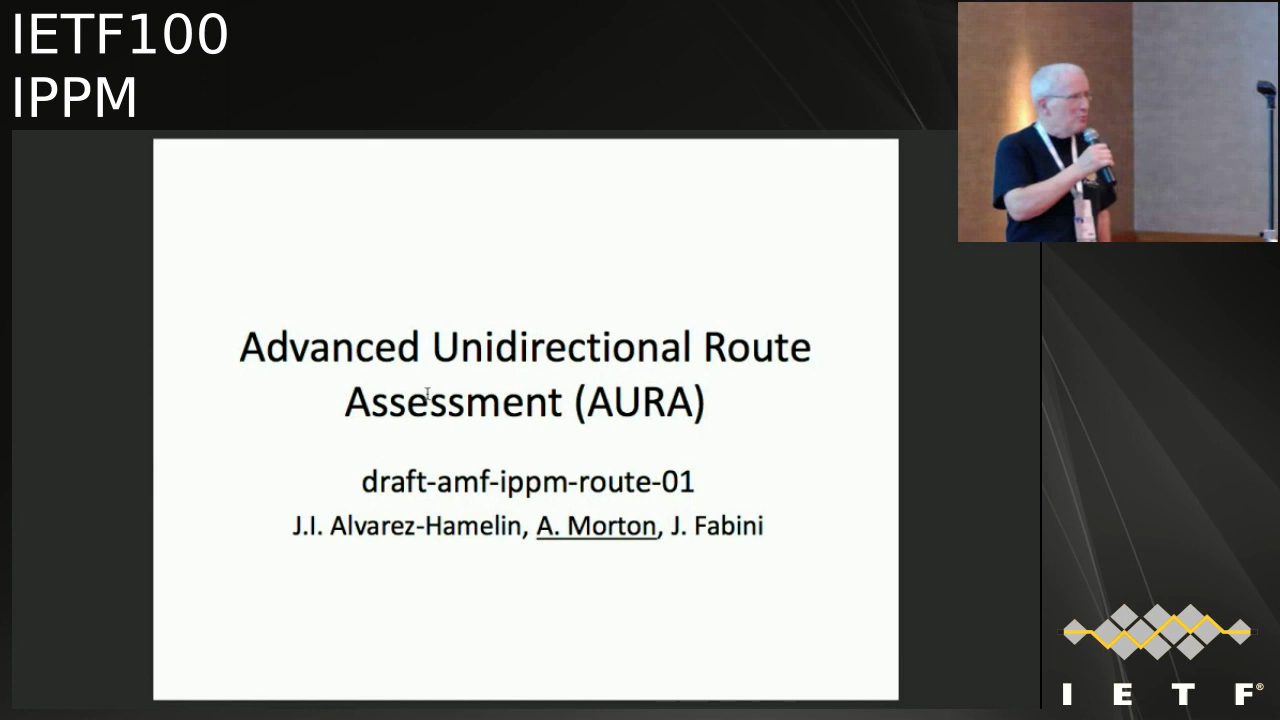 IETF100
IPPM
Advanced Unidirectional Route
Assessment (AURA)
draft-amf-ippm-route-01
J.I. Alvarez-Hamelin, A. Morton, J. Fabini
I E T F®